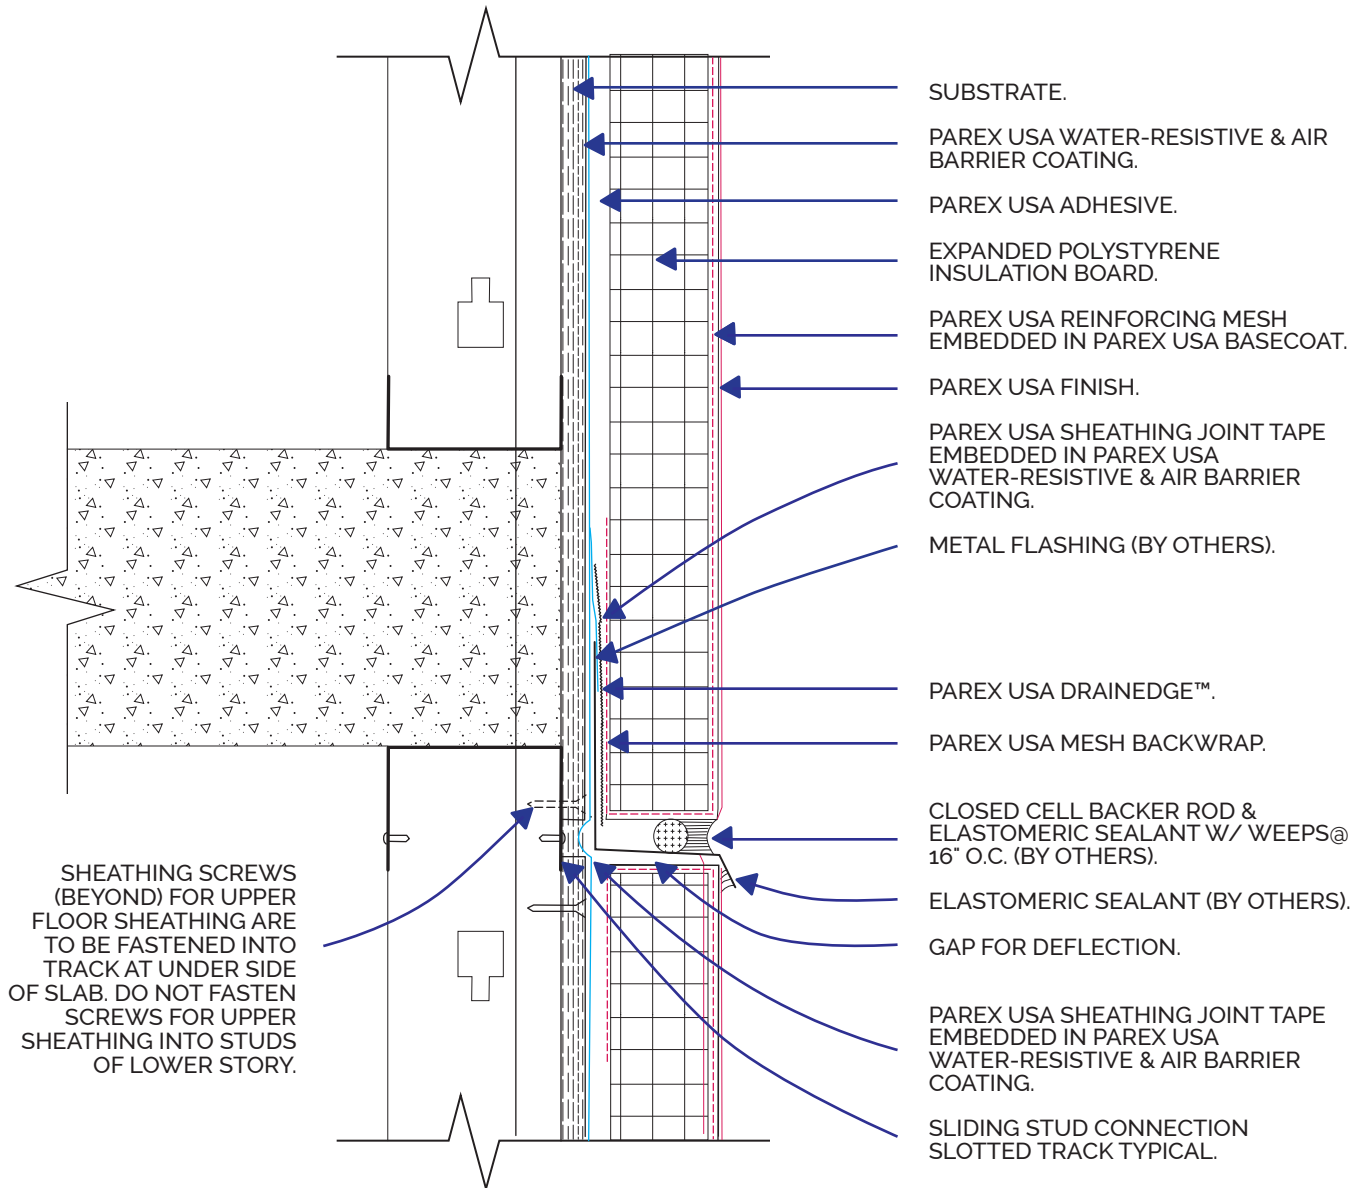 SUBSTRATE.
PAREX USA WATER-RESISTIVE & AIR
BARRIER COATING.
PAREX USA ADHESIVE.
EXPANDED POLYSTYRENE
INSULATION BOARD.
PAREX USA REINFORCING MESH
EMBEDDED IN PAREX USA BASECOAT.
PAREX USA FINISH.
PAREX USA SHEATHING JOINT TAPE
EMBEDDED IN PAREX USA
WATER-RESISTIVE & AIR BARRIER
COATING.
METAL FLASHING (BY OTHERS).
PAREX USA DRAINEDGE™.
PAREX USA MESH BACKWRAP.
CLOSED CELL BACKER ROD &
ELASTOMERIC SEALANT W/ WEEPS@
16" O.C. (BY OTHERS).
ELASTOMERIC SEALANT (BY OTHERS).
GAP FOR DEFLECTION.
PAREX USA SHEATHING JOINT TAPE
EMBEDDED IN PAREX USA
WATER-RESISTIVE & AIR BARRIER
COATING.
SLIDING STUD CONNECTION
SLOTTED TRACK TYPICAL.
SHEATHING SCREWS
(BEYOND) FOR UPPER
FLOOR SHEATHING ARE
TO BE FASTENED INTO
TRACK AT UNDER SIDE
OF SLAB. DO NOT FASTEN
SCREWS FOR UPPER
SHEATHING INTO STUDS
OF LOWER STORY.